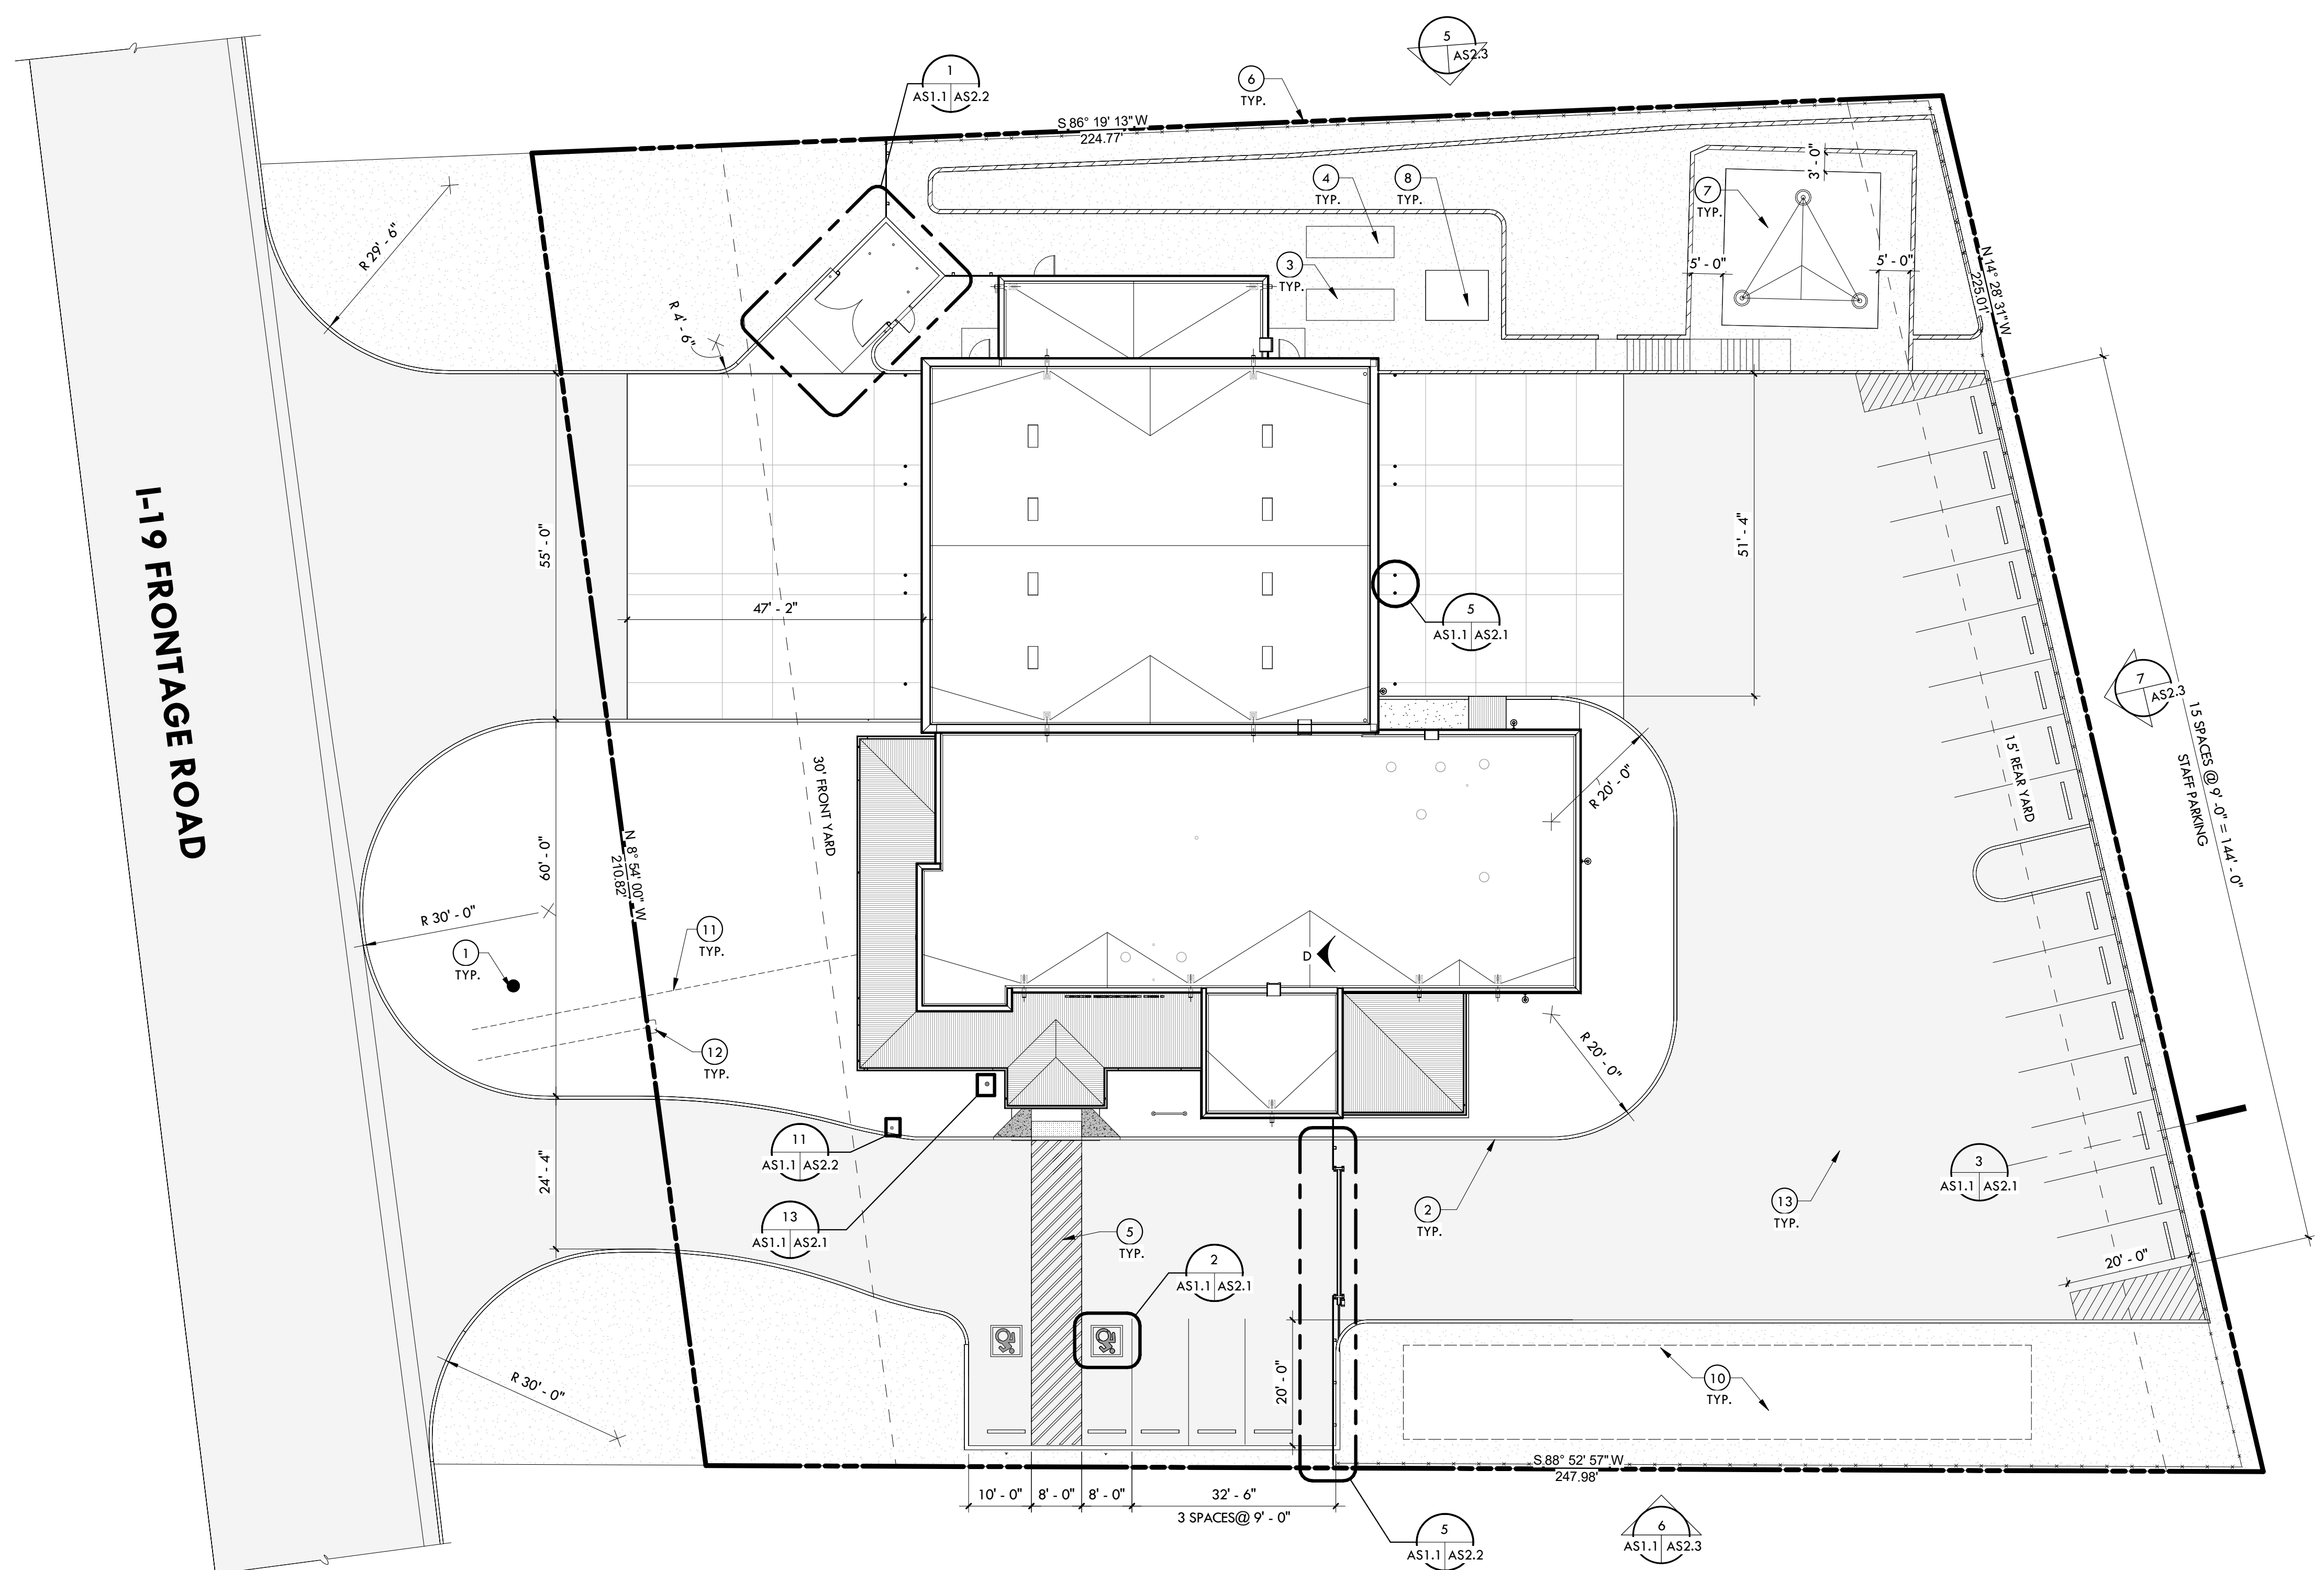 5
AS2.3
1
AS1.1 AS2.2
6
TYP.
S 86° 19' 13" W
224.77'
4
TYP.
8
TYP.
7
TYP.
3' - 0"
R 29' - 6"
3
TYP.
5' - 0"
5' - 0"
N 14° 28' 31" W
225.01'
R 4' - 6"
I-19 FRONTAGE ROAD
55' - 0"
47' - 2"
51' - 4"
5
AS1.1 AS2.1
7
AS2.3
15 SPACES @ 9' -0" = 144' - 0"
STAFF PARKING
30' FRONT YARD
15' REAR YARD
R 20' - 0"
60' - 0"
N 8° 54' 00" W
210.82'
R 30' - 0"
1
TYP.
11
TYP.
D
12
TYP.
R 20' - 0"
11
AS1.1 AS2.2
24' - 4"
3
AS1.1 AS2.1
13
AS1.1 AS2.1
5
TYP.
2
TYP.
13
TYP.
2
AS1.1 AS2.1
20' - 0"
R 30' - 0"
20' - 0"
10
TYP.
S 88° 52' 57" W
247.98'
10' - 0"
8' - 0"
8' - 0"
32' - 6"
3 SPACES@ 9' - 0"
5
AS1.1 AS2.2
6
AS1.1 AS2.3